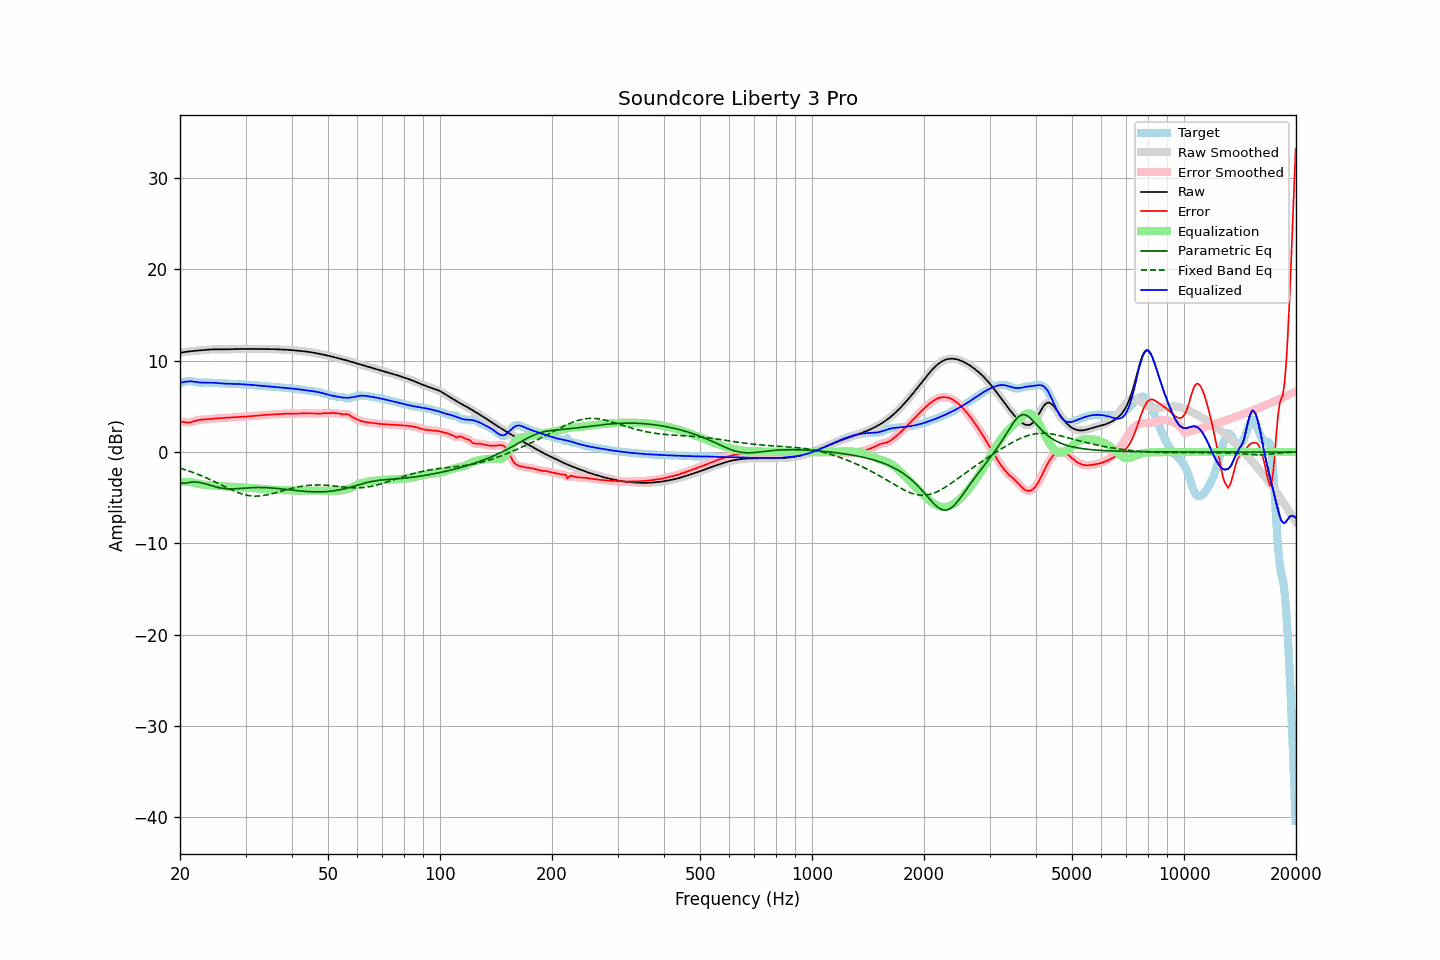 Soundcore Liberty 3 Pro
Target
Raw Smoothed
Error Smoothed
Raw
Error
Equalization
Parametric Eq
Fixed Band Eq
Equalized
Amplitude (dBr)
30
20
10
0
−10
−20
−30
−40
20 50 100 200 500 1000 2000 5000 10000 20000
Frequency (Hz)